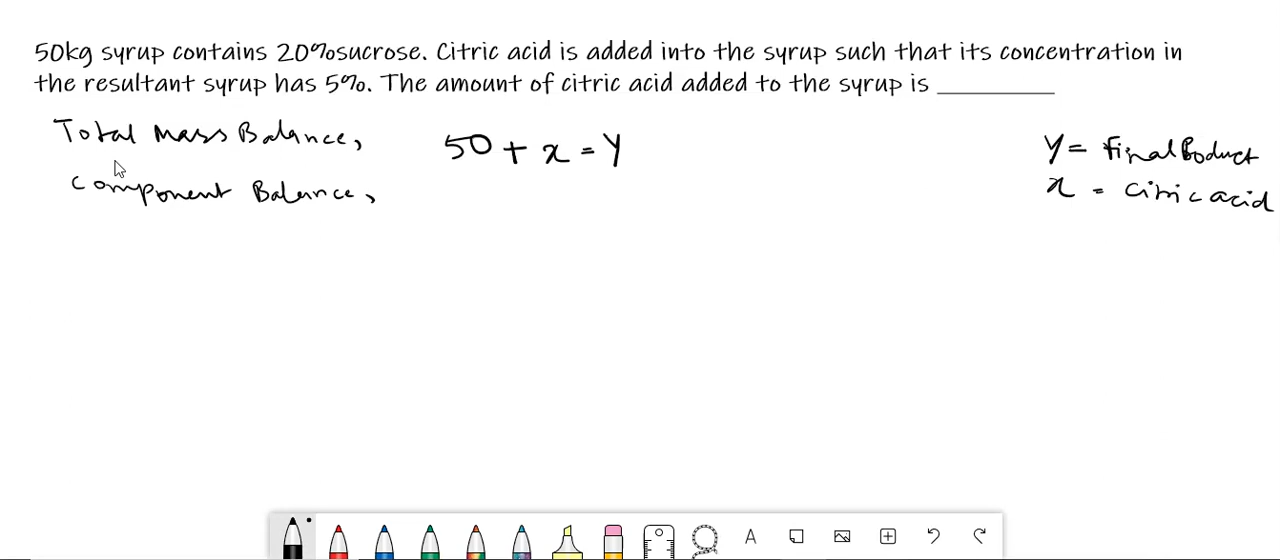 50kg syrup contains 20%sucrose. Citric acid is added into the syrup such that its concentration in
the resultant syrup has 5%. The amount of citric acid added to the syrup is __________
Total Mass Balance, 50 + x = Y
Y = Final Product
Component Balance,
x = Citric acid
A